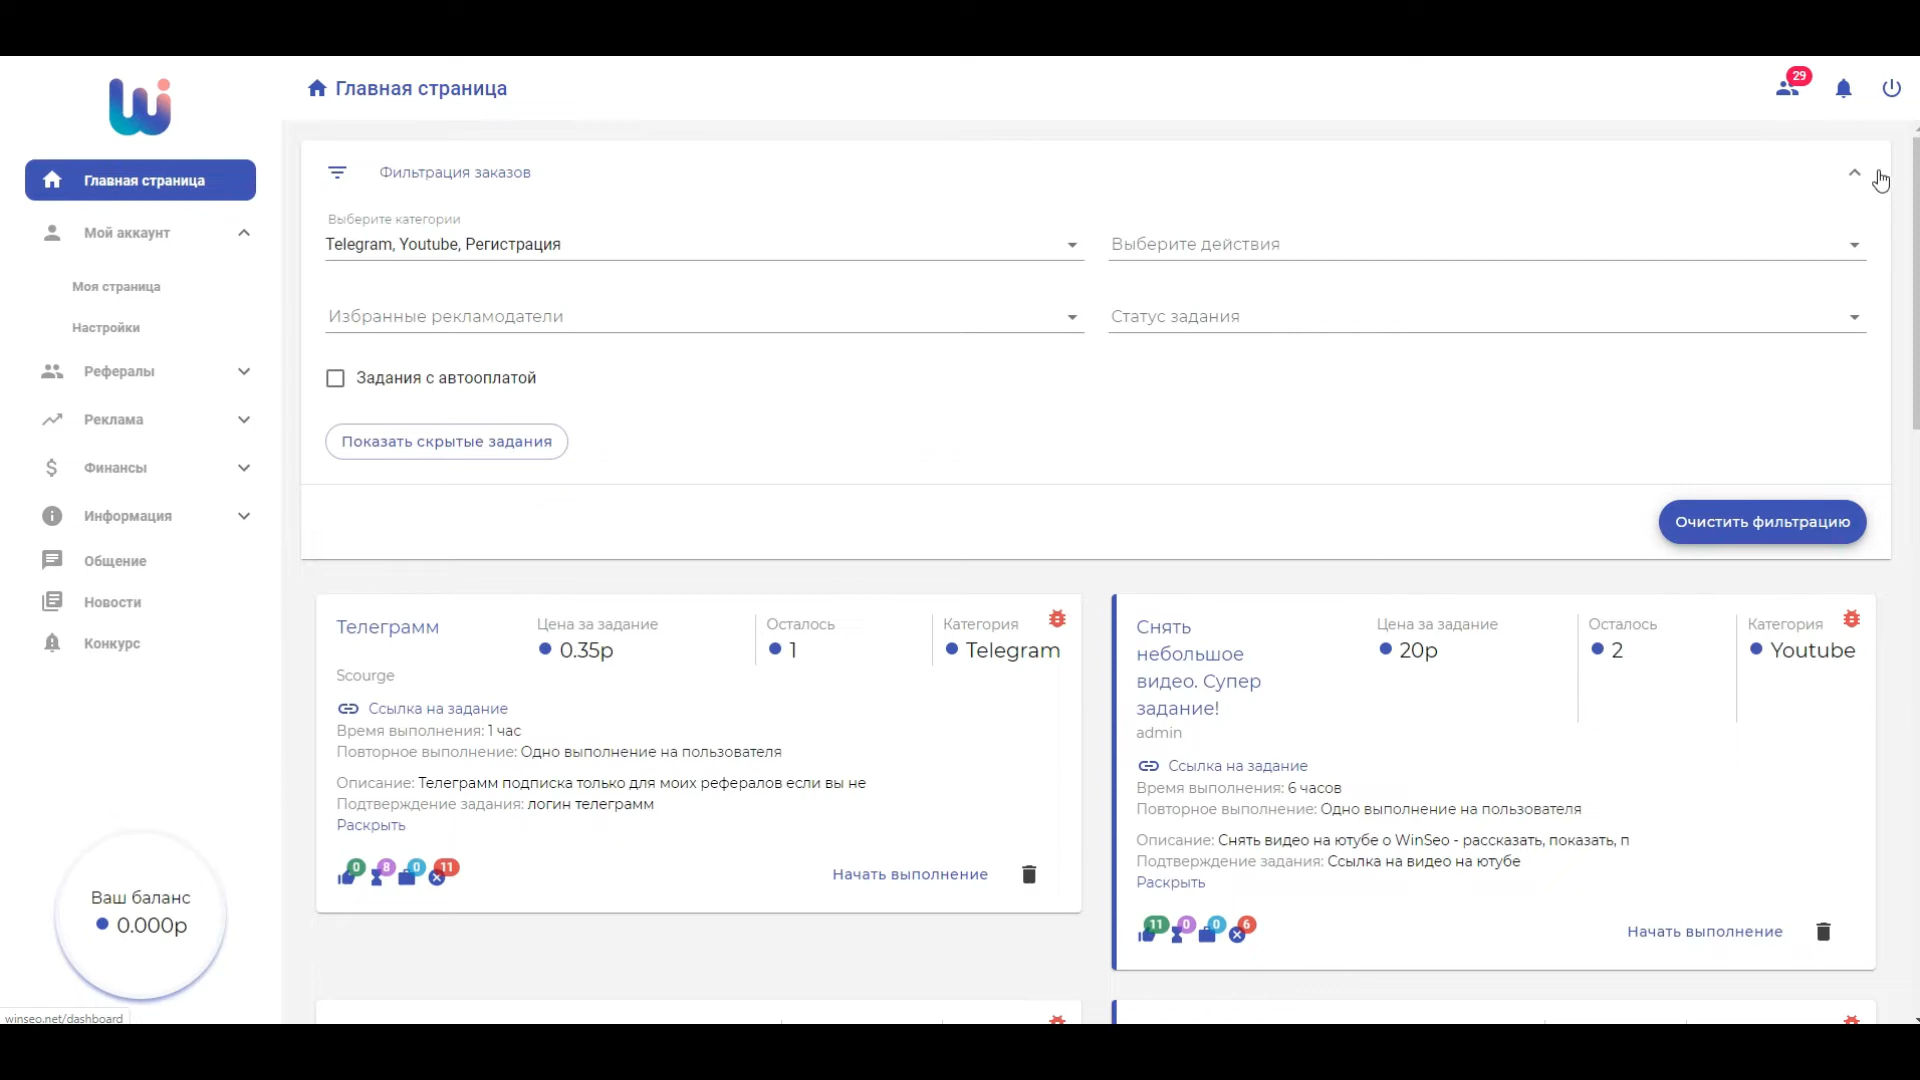 Главная страница
29
Главная страница
Мой аккаунт
Моя страница
Настройки
Рефералы
Реклама
Финансы
Информация
Общение
Новости
Конкурс
Ваш баланс
0.000р
winseo.net/dashboard
Фильтрация заказов
Выберите категории
Telegram, Youtube, Регистрация
Выберите действия
Избранные рекламодатели
Статус задания
Задания с автооплатой
Показать скрытые задания
Очистить фильтрацию
Телеграмм
Цена за задание
0.35р
Осталось
1
Категория
Telegram
Scourge
Ссылка на задание
Время выполнения: 1 час
Повторное выполнение: Одно выполнение на пользователя
Описание: Телеграмм подписка только для моих рефералов если вы не
Подтверждение задания: логин телеграмм
Раскрыть
0 8 0 11
Начать выполнение
Снять
небольшое
видео. Супер
задание!
Цена за задание
20р
Осталось
2
Категория
Youtube
admin
Ссылка на задание
Время выполнения: 6 часов
Повторное выполнение: Одно выполнение на пользователя
Описание: Снять видео на ютубе о WinSeo - рассказать, показать, п
Подтверждение задания: Ссылка на видео на ютубе
Раскрыть
11 0 0 6
Начать выполнение